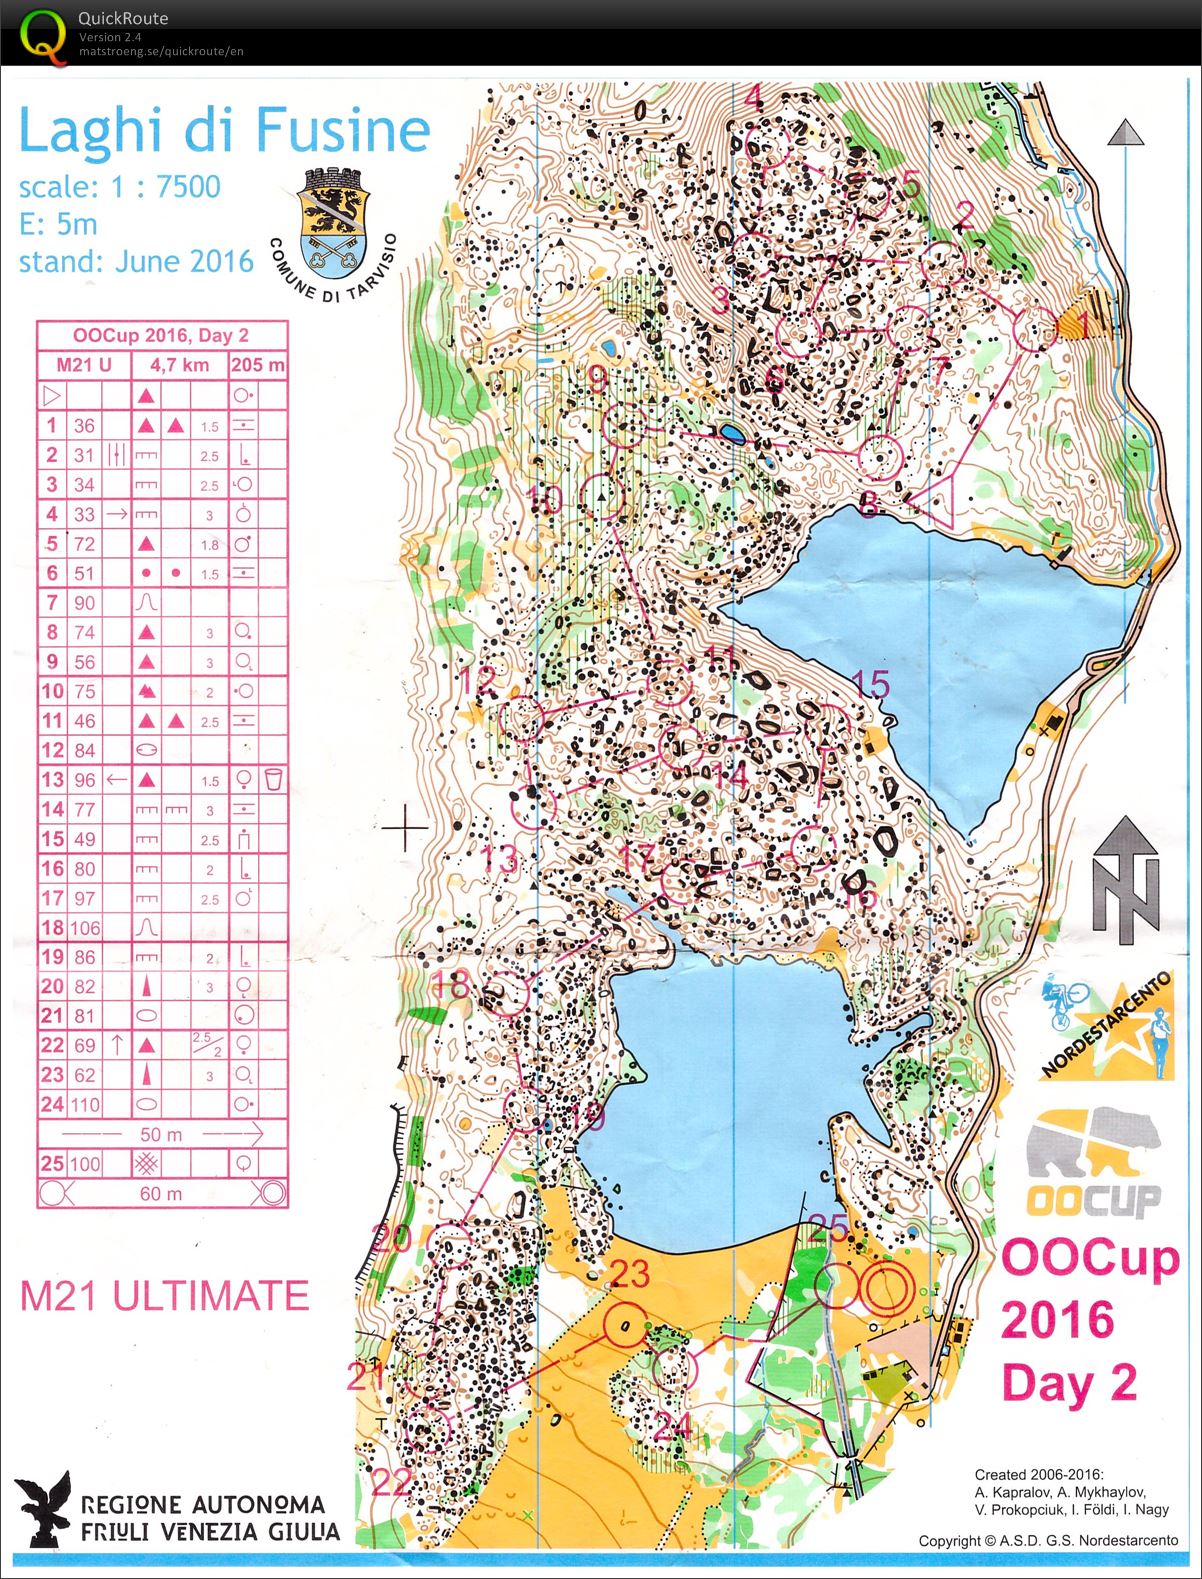 QuickRoute
Version 2.4
matstroeng.se/quickroute/en
Laghi di Fusine
scale: 1 : 7500
E: 5m
stand: June 2016
COMUNE DI TARVISIO
OOCup 2016, Day 2
M21 U 4,7 km 205 m
1 36 1.5
2 31 2.5
3 34 2.5
4 33 3
5 72 1.8
6 51 1.5
7 90
8 74 3
9 56 3
10 75 2
11 46 2.5
12 84
13 96 1.5
14 77 3
15 49 2.5
16 80 2
17 97 2.5
18 106
19 86 2
20 82 3
21 81
22 69 2.5/2
23 62 3
24 110
50 m
25 100
60 m
M21 ULTIMATE
REGIONE AUTONOMA
FRIULI VENEZIA GIULIA
4
5
2
3
1
9
6
7
10
8
11
12
15
14
13
17
16
18
19
20
25
23
21
24
22
N
NORDESTARCENTO
OOCUP
OOCup
2016
Day 2
Created 2006-2016:
A. Kapralov, A. Mykhaylov,
V. Prokopciuk, I. Földi, I. Nagy
Copyright © A.S.D. G.S. Nordestarcento